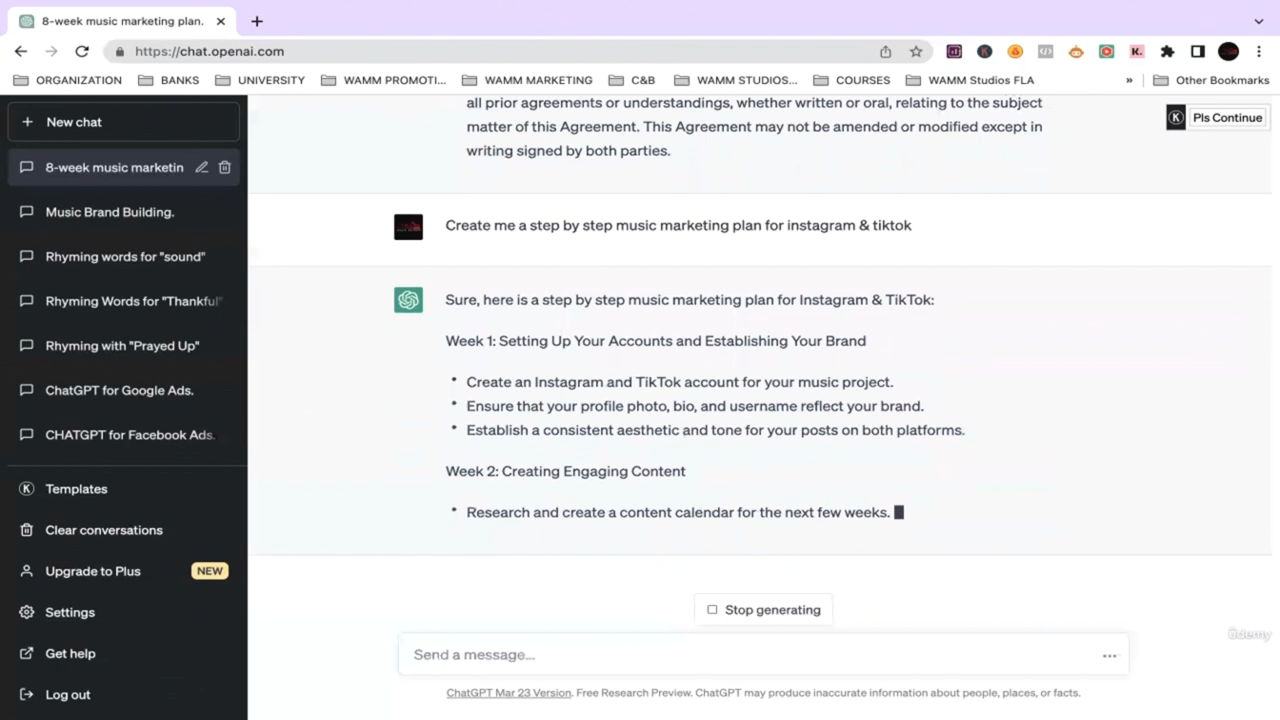 8-week music marketing plan.
https://chat.openai.com
ORGANIZATION BANKS UNIVERSITY WAMM PROMOTI... WAMM MARKETING C&B WAMM STUDIOS... COURSES WAMM Studios FLA » Other Bookmarks
New chat
8-week music marketin
Music Brand Building.
Rhyming words for "sound"
Rhyming Words for "Thankful"
Rhyming with "Prayed Up"
ChatGPT for Google Ads.
CHATGPT for Facebook Ads.
Templates
Clear conversations
Upgrade to Plus NEW
Settings
Get help
Log out
all prior agreements or understandings, whether written or oral, relating to the subject
matter of this Agreement. This Agreement may not be amended or modified except in
writing signed by both parties.
Pls Continue
Create me a step by step music marketing plan for instagram & tiktok
Sure, here is a step by step music marketing plan for Instagram & TikTok:
Week 1: Setting Up Your Accounts and Establishing Your Brand
• Create an Instagram and TikTok account for your music project.
• Ensure that your profile photo, bio, and username reflect your brand.
• Establish a consistent aesthetic and tone for your posts on both platforms.
Week 2: Creating Engaging Content
• Research and create a content calendar for the next few weeks.
Stop generating
Send a message...
ChatGPT Mar 23 Version. Free Research Preview. ChatGPT may produce inaccurate information about people, places, or facts.
ûdemy